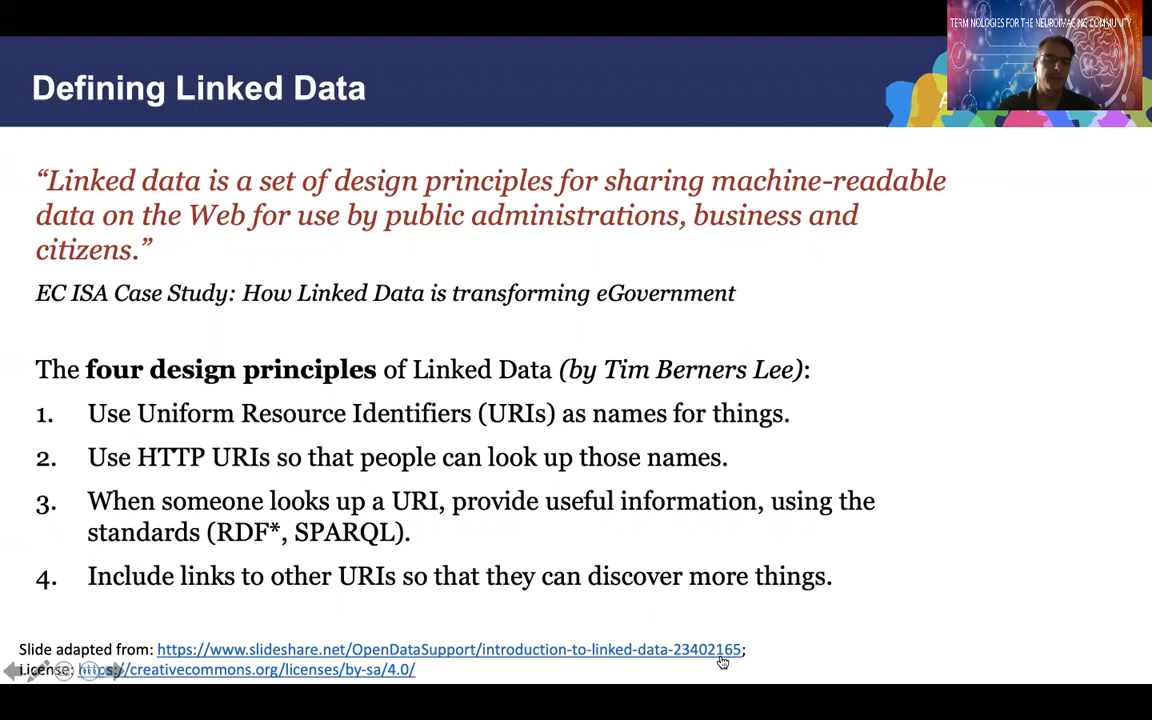 TERMINOLOGIES FOR THE NEUROIMAGING COMMUNITY
Defining Linked Data
“Linked data is a set of design principles for sharing machine-readable
data on the Web for use by public administrations, business and
citizens.”
EC ISA Case Study: How Linked Data is transforming eGovernment
The four design principles of Linked Data (by Tim Berners Lee):
1. Use Uniform Resource Identifiers (URIs) as names for things.
2. Use HTTP URIs so that people can look up those names.
3. When someone looks up a URI, provide useful information, using the
standards (RDF*, SPARQL).
4. Include links to other URIs so that they can discover more things.
Slide adapted from: https://www.slideshare.net/OpenDataSupport/introduction-to-linked-data-23402165;
License: https://creativecommons.org/licenses/by-sa/4.0/